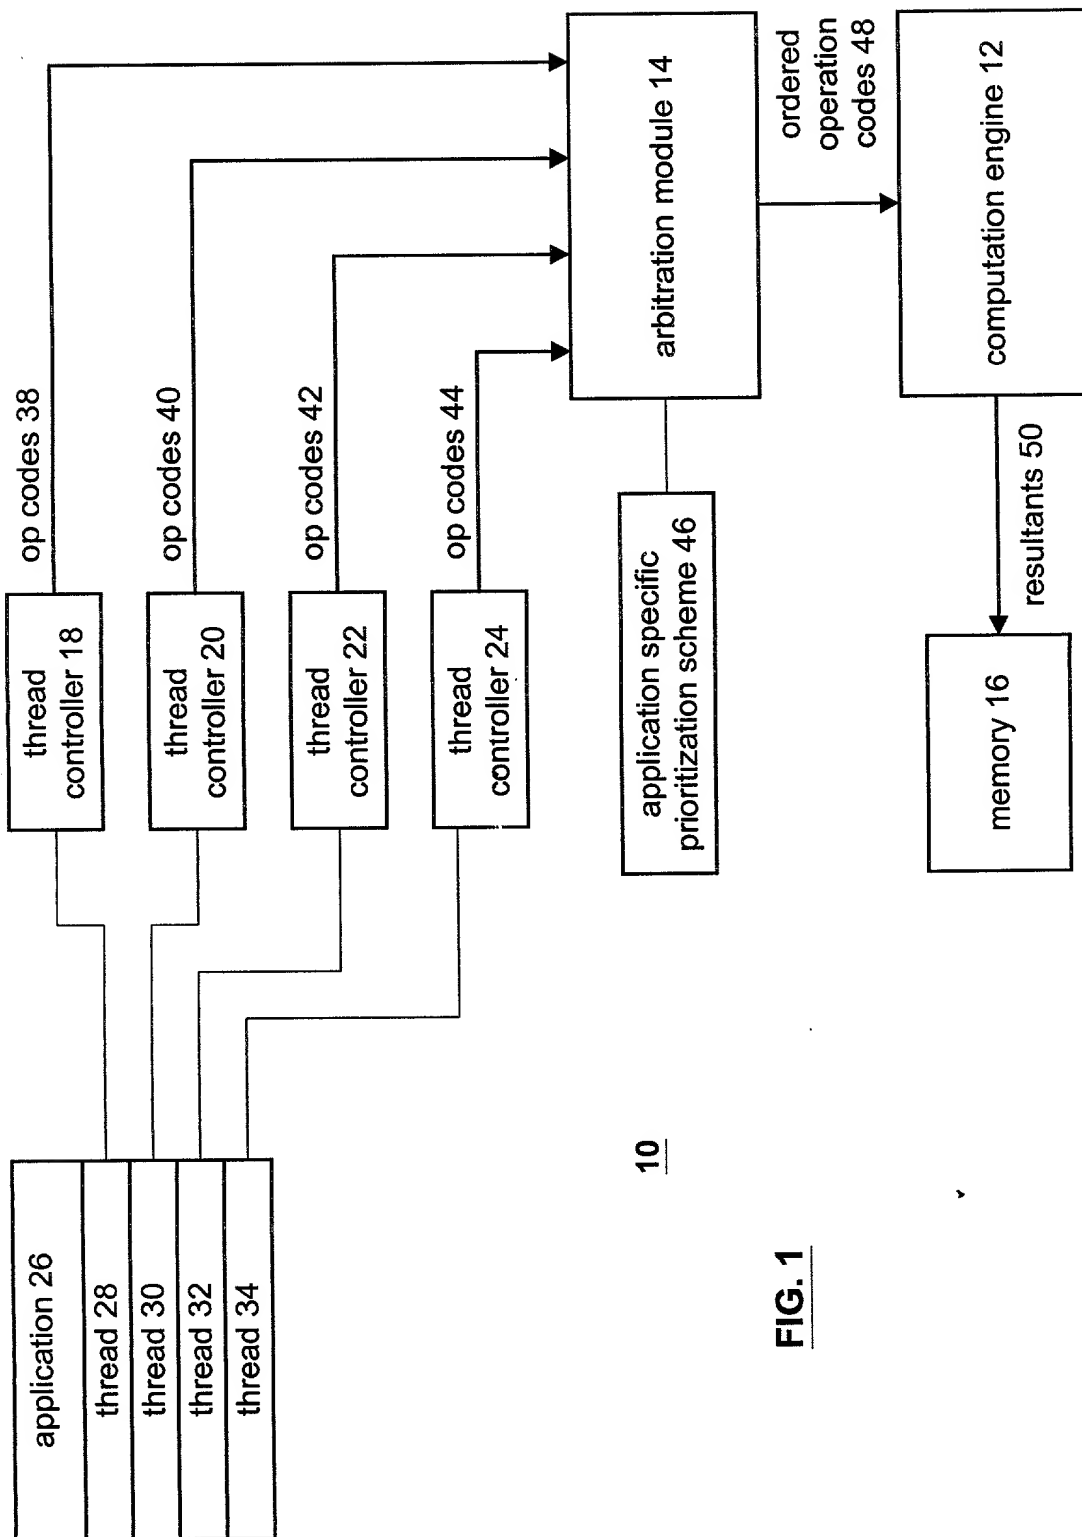 application 26
thread 28
thread 30
thread 32
thread 34
thread
controller 18
thread
controller 20
thread
controller 22
thread
controller 24
op codes 38
op codes 40
op codes 42
op codes 44
application specific
prioritization scheme 46
arbitration module 14
ordered
operation
codes 48
computation engine 12
resultants 50
memory 16
10
FIG. 1